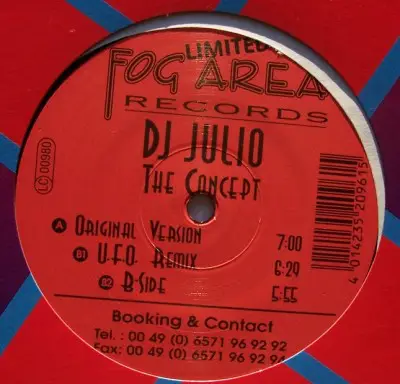 LIMITED
FOG AREA
RECORDS
LC 00980
DJ JULIO
THE CONCEPT
A ORIGINAL VERSION 7:00
B1 U.F.O. REMIX 6:29
B2 B-SIDE 5:55
4 014235 209615
Booking & Contact
Tel.: 00 49 (0) 6571 96 92 92
Fax: 00 49 (0) 6571 96 92 94